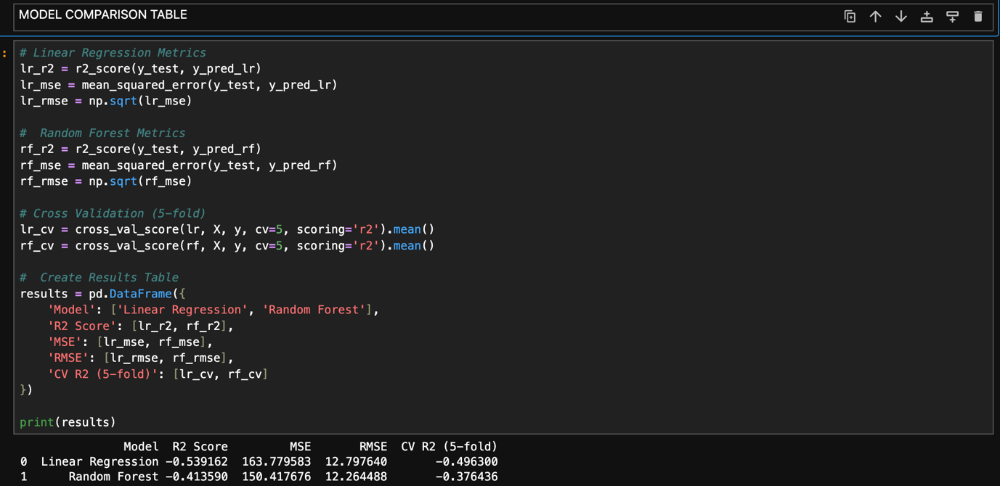 MODEL COMPARISON TABLE
:
# Linear Regression Metrics
lr_r2 = r2_score(y_test, y_pred_lr)
lr_mse = mean_squared_error(y_test, y_pred_lr)
lr_rmse = np.sqrt(lr_mse)

#  Random Forest Metrics
rf_r2 = r2_score(y_test, y_pred_rf)
rf_mse = mean_squared_error(y_test, y_pred_rf)
rf_rmse = np.sqrt(rf_mse)

# Cross Validation (5-fold)
lr_cv = cross_val_score(lr, X, y, cv=5, scoring='r2').mean()
rf_cv = cross_val_score(rf, X, y, cv=5, scoring='r2').mean()

#  Create Results Table
results = pd.DataFrame({
    'Model': ['Linear Regression', 'Random Forest'],
    'R2 Score': [lr_r2, rf_r2],
    'MSE': [lr_mse, rf_mse],
    'RMSE': [lr_rmse, rf_rmse],
    'CV R2 (5-fold)': [lr_cv, rf_cv]
})

print(results)
               Model  R2 Score         MSE       RMSE  CV R2 (5-fold)
0  Linear Regression -0.539162  163.779583  12.797640       -0.496300
1      Random Forest -0.413590  150.417676  12.264488       -0.376436